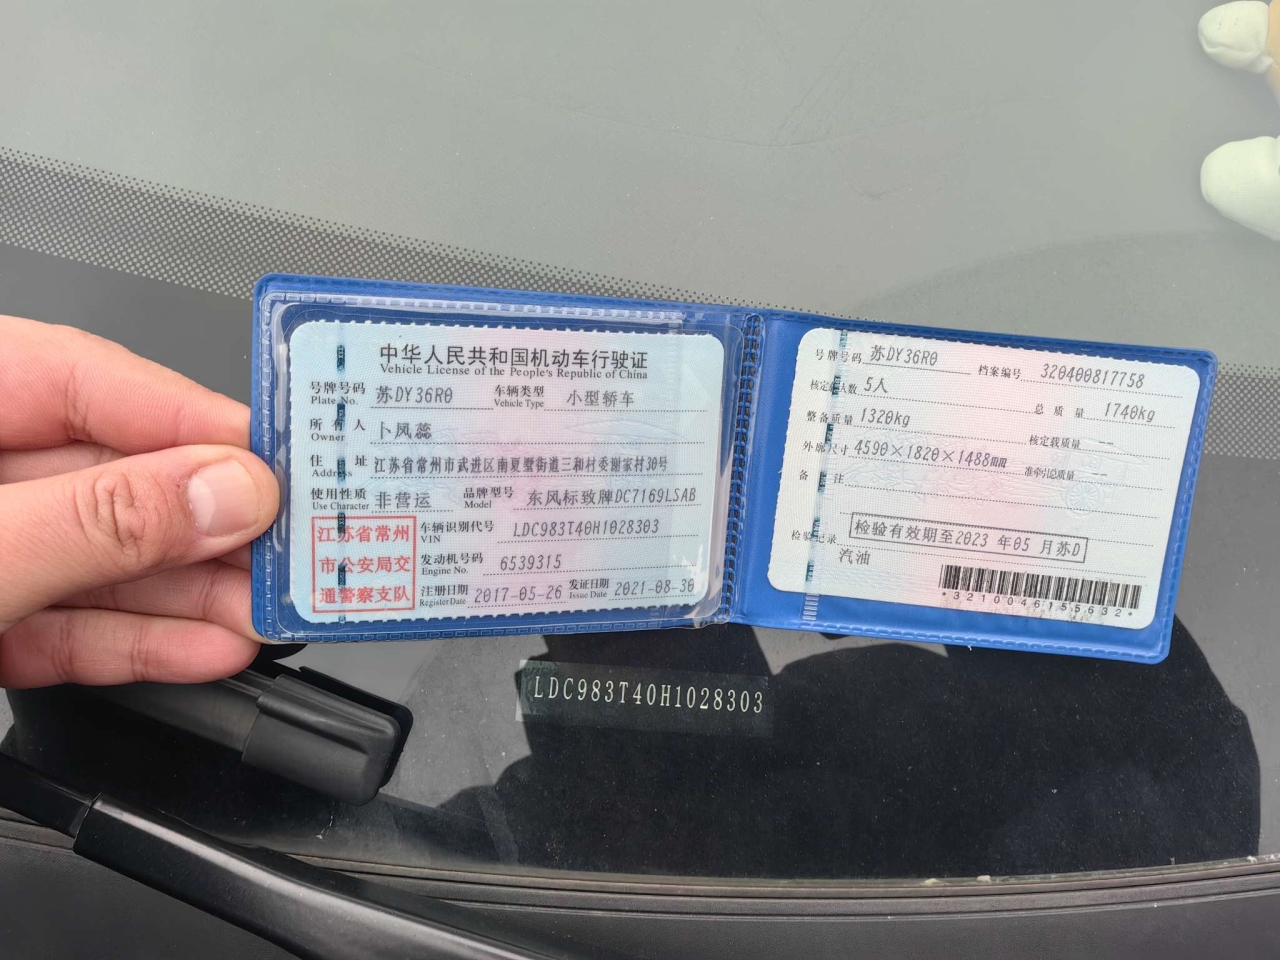 中华人民共和国机动车行驶证
Vehicle License of the People's Republic of China
号牌号码 苏DY36R0 车辆类型 小型轿车
Plate No. Vehicle Type
所有人 卜凤蕊
Owner
住址 江苏省常州市武进区南夏墅街道三和村委谢家村30号
Address
使用性质 非营运 品牌型号 东风标致牌DC7169LSAB
Use Character Model
江苏省常州
市公安局交
通警察支队
车辆识别代号 LDC983T40H1028303
VIN
发动机号码 6539315
Engine No.
注册日期 2017-05-26 发证日期 2021-08-30
Register Date Issue Date
号牌号码 苏DY36R0 档案编号 320400817758
核定载人数 5人 总质量 1740kg
整备质量 1320kg 核定载质量 --
外廓尺寸 4590×1820×1488mm 准牵引总质量 --
备注
检验记录 检验有效期至2023年05月苏D
汽油
*3210046155632*
LDC983T40H1028303